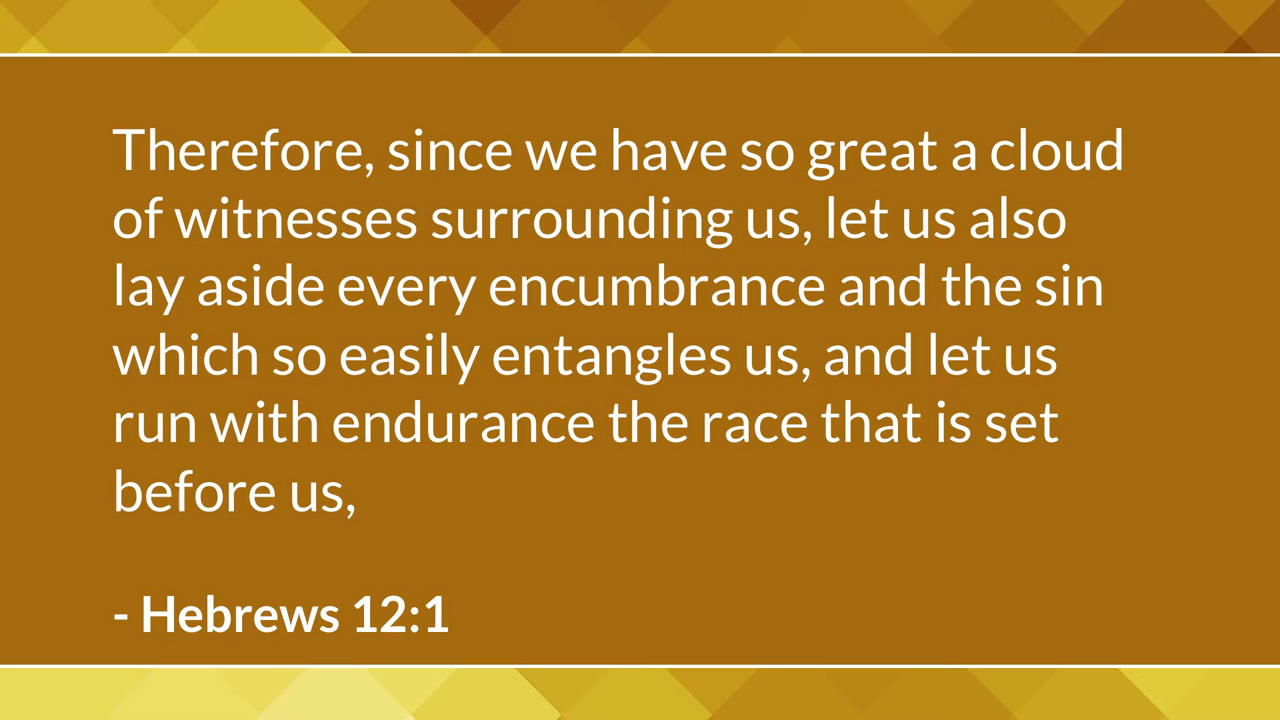 Therefore, since we have so great a cloud
of witnesses surrounding us, let us also
lay aside every encumbrance and the sin
which so easily entangles us, and let us
run with endurance the race that is set
before us,
- Hebrews 12:1